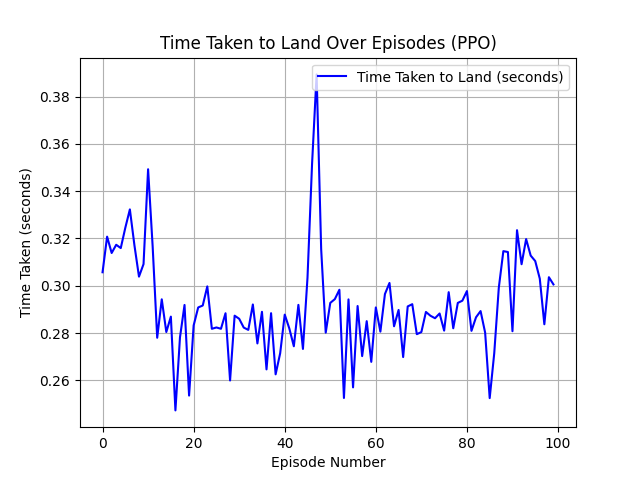 Time Taken to Land Over Episodes (PPO)
Time Taken to Land (seconds)
0.38
0.36
0.34
0.32
0.30
0.28
0.26
Time Taken (seconds)
0 20 40 60 80 100
Episode Number